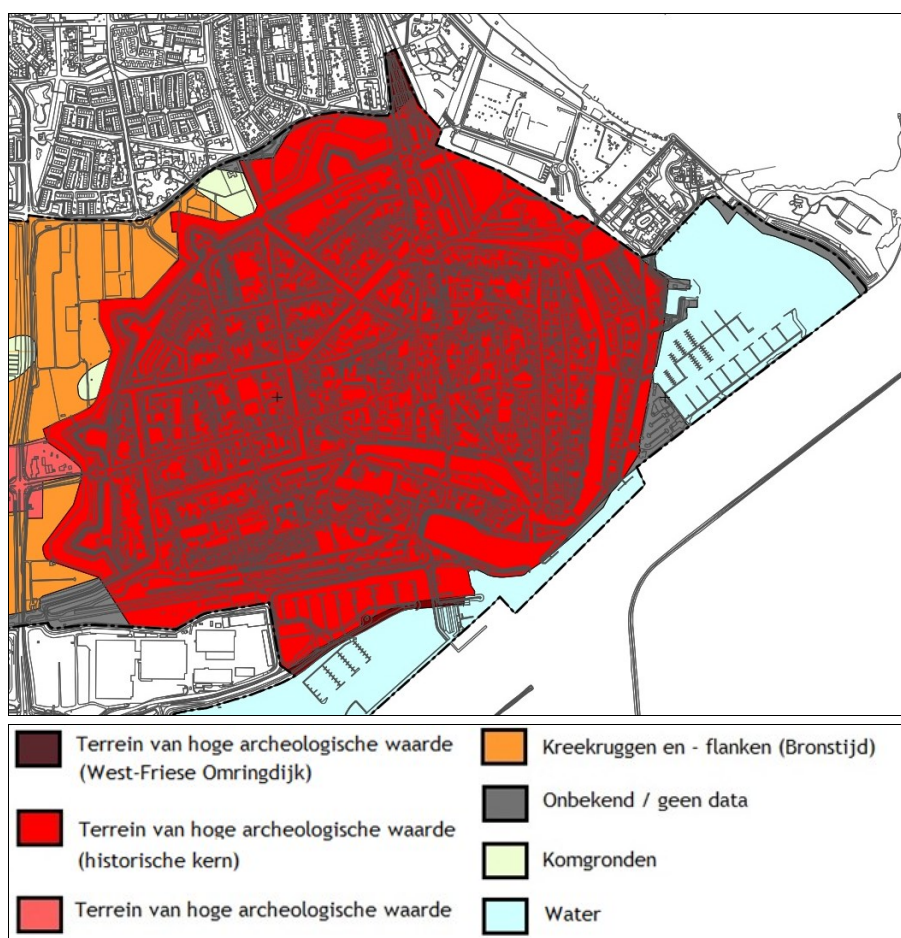 Terrein van hoge archeologische waarde
(West-Friese Omringdijk)
Terrein van hoge archeologische waarde
(historische kern)
Terrein van hoge archeologische waarde
Kreekruggen en - flanken (Bronstijd)
Onbekend / geen data
Komgronden
Water